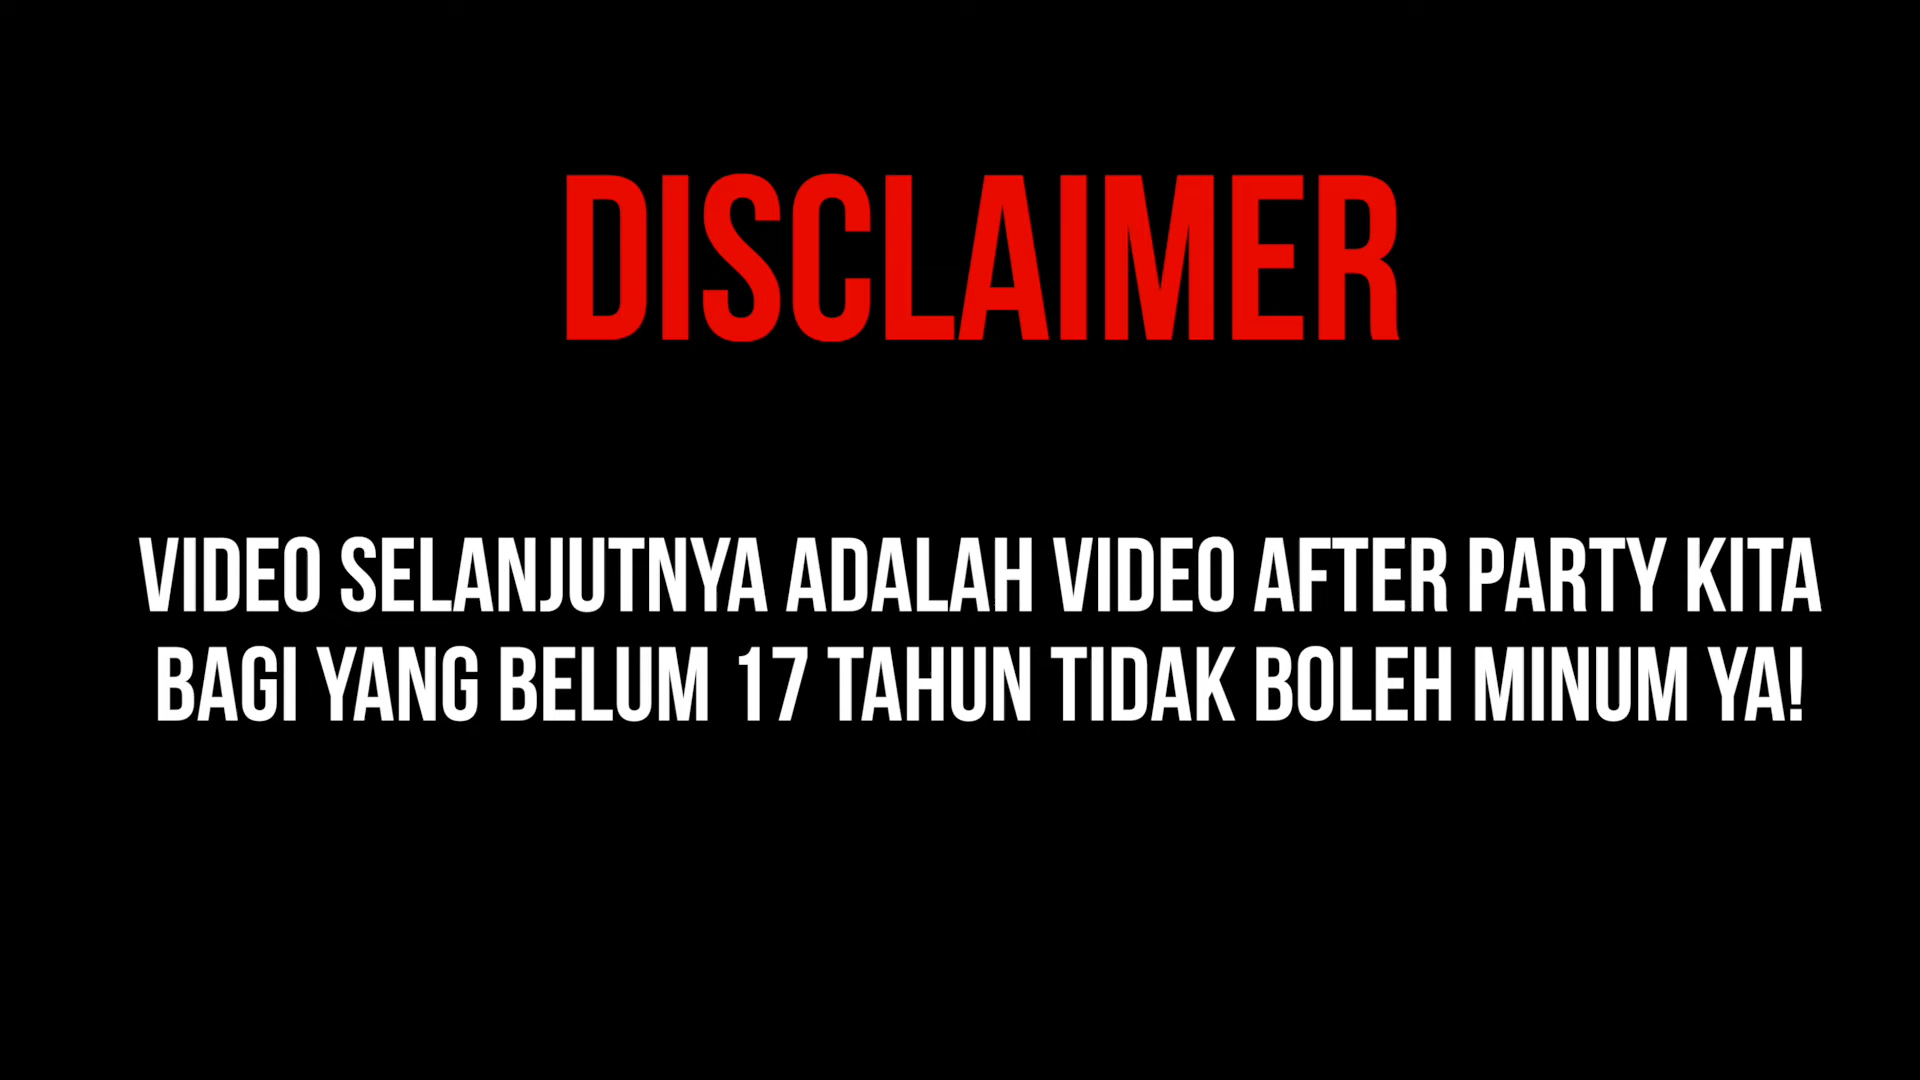 DISCLAIMER
VIDEO SELANJUTNYA ADALAH VIDEO AFTER PARTY KITA
BAGI YANG BELUM 17 TAHUN TIDAK BOLEH MINUM YA!